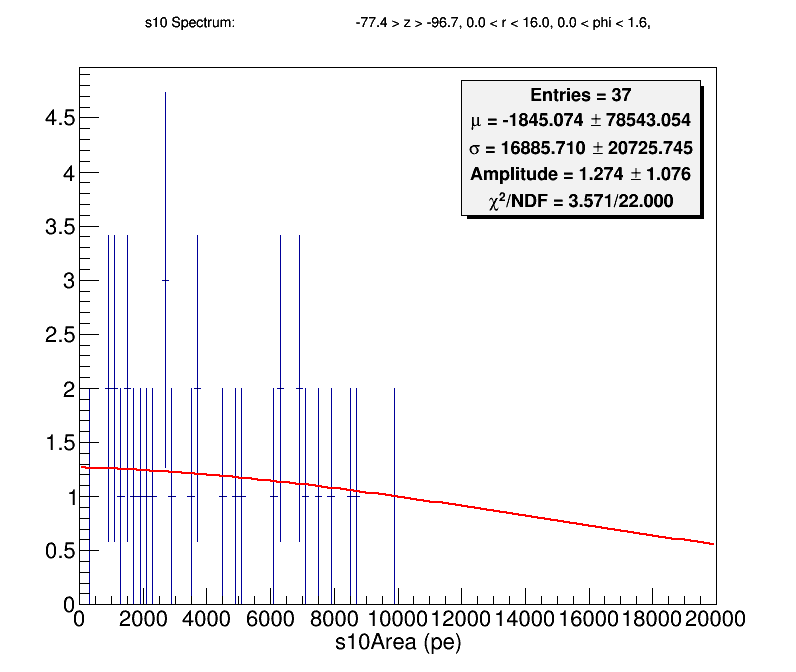 s10 Spectrum: -77.4 > z > -96.7, 0.0 < r < 16.0, 0.0 < phi < 1.6,
Entries = 37
μ = -1845.074 ± 78543.054
σ = 16885.710 ± 20725.745
Amplitude = 1.274 ± 1.076
χ²/NDF = 3.571/22.000
4.5
4
3.5
3
2.5
2
1.5
1
0.5
0
0 2000 4000 6000 8000 10000 12000 14000 16000 18000 20000
s10Area (pe)